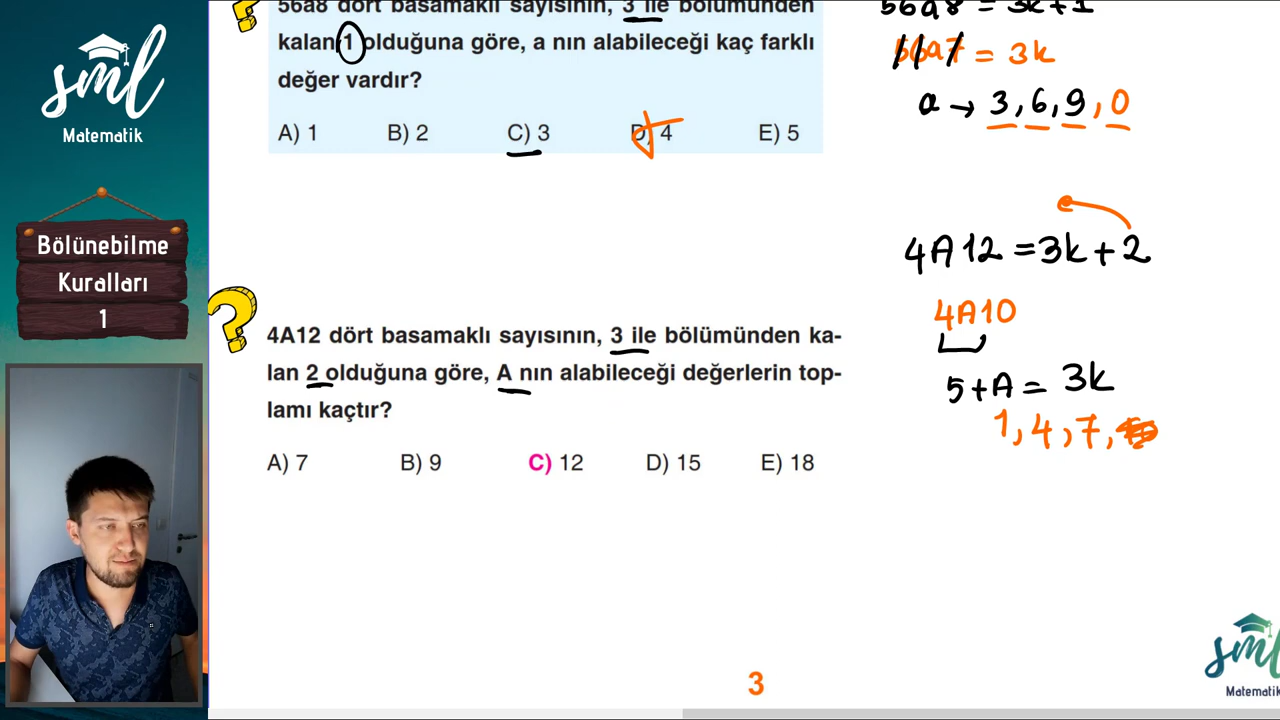 sml
Matematik
Bölünebilme
Kuralları
1
56a8 dört basamaklı sayısının, 3 ile bölümünden
kalan 1 olduğuna göre, a nın alabileceği kaç farklı
değer vardır?
A) 1 B) 2 C) 3 D) 4 E) 5
56a8 = 3k+1
56a7 = 3k
a → 3, 6, 9, 0
4A12 dört basamaklı sayısının, 3 ile bölümünden ka-
lan 2 olduğuna göre, A nın alabileceği değerlerin top-
lamı kaçtır?
A) 7 B) 9 C) 12 D) 15 E) 18
4A12 = 3k + 2
4A10
5+A = 3k
1, 4, 7,
3
sml
Matematik